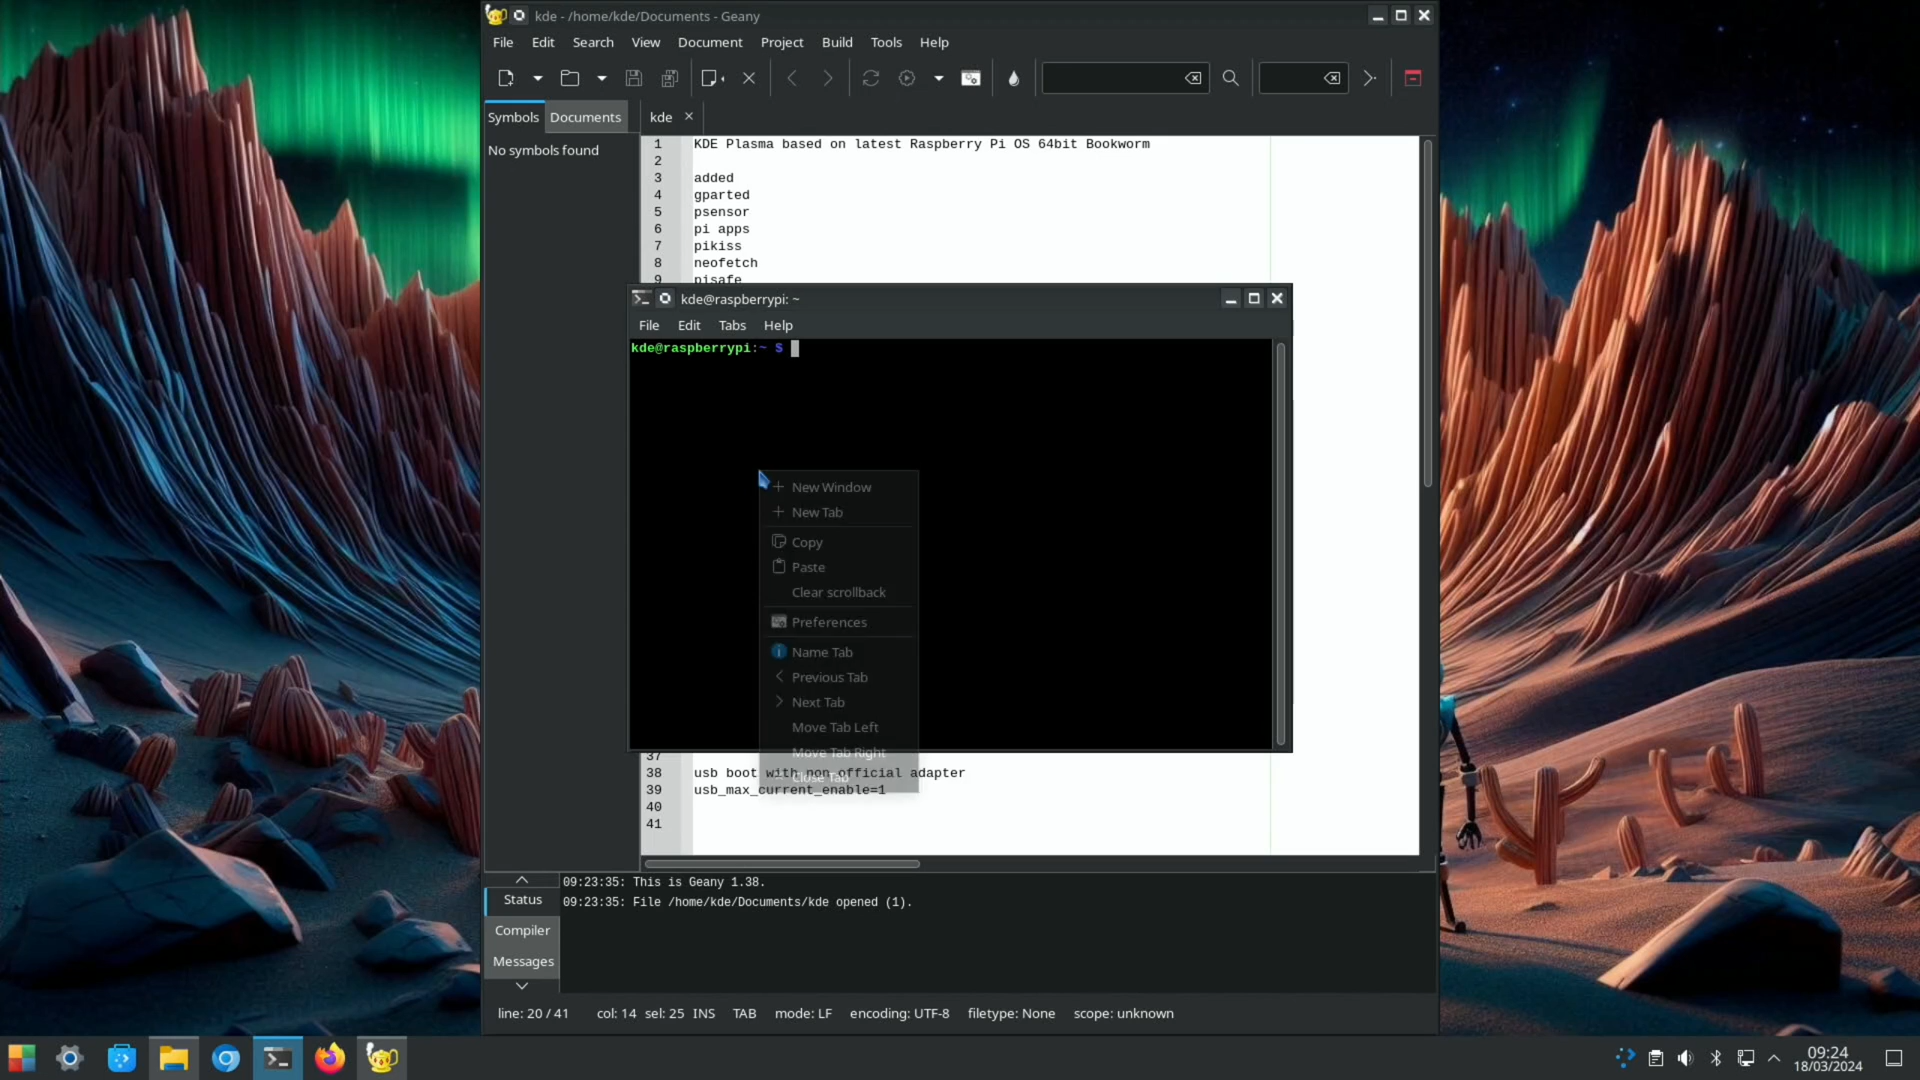 kde - /home/kde/Documents - Geany
File Edit Search View Document Project Build Tools Help
Symbols Documents kde
No symbols found
1 KDE Plasma based on latest Raspberry Pi OS 64bit Bookworm
2
3 added
4 gparted
5 psensor
6 pi apps
7 pikiss
8 neofetch
9 pisafe
kde@raspberrypi: ~
File Edit Tabs Help
kde@raspberrypi:~ $
New Window
New Tab
Copy
Paste
Clear scrollback
Preferences
Name Tab
Previous Tab
Next Tab
Move Tab Left
Move Tab Right
Close Tab
37
38 usb boot with non official adapter
39 usb_max_current_enable=1
40
41
Status
Compiler
Messages
09:23:35: This is Geany 1.38.
09:23:35: File /home/kde/Documents/kde opened (1).
line: 20 / 41 col: 14 sel: 25 INS TAB mode: LF encoding: UTF-8 filetype: None scope: unknown
09:24
18/03/2024